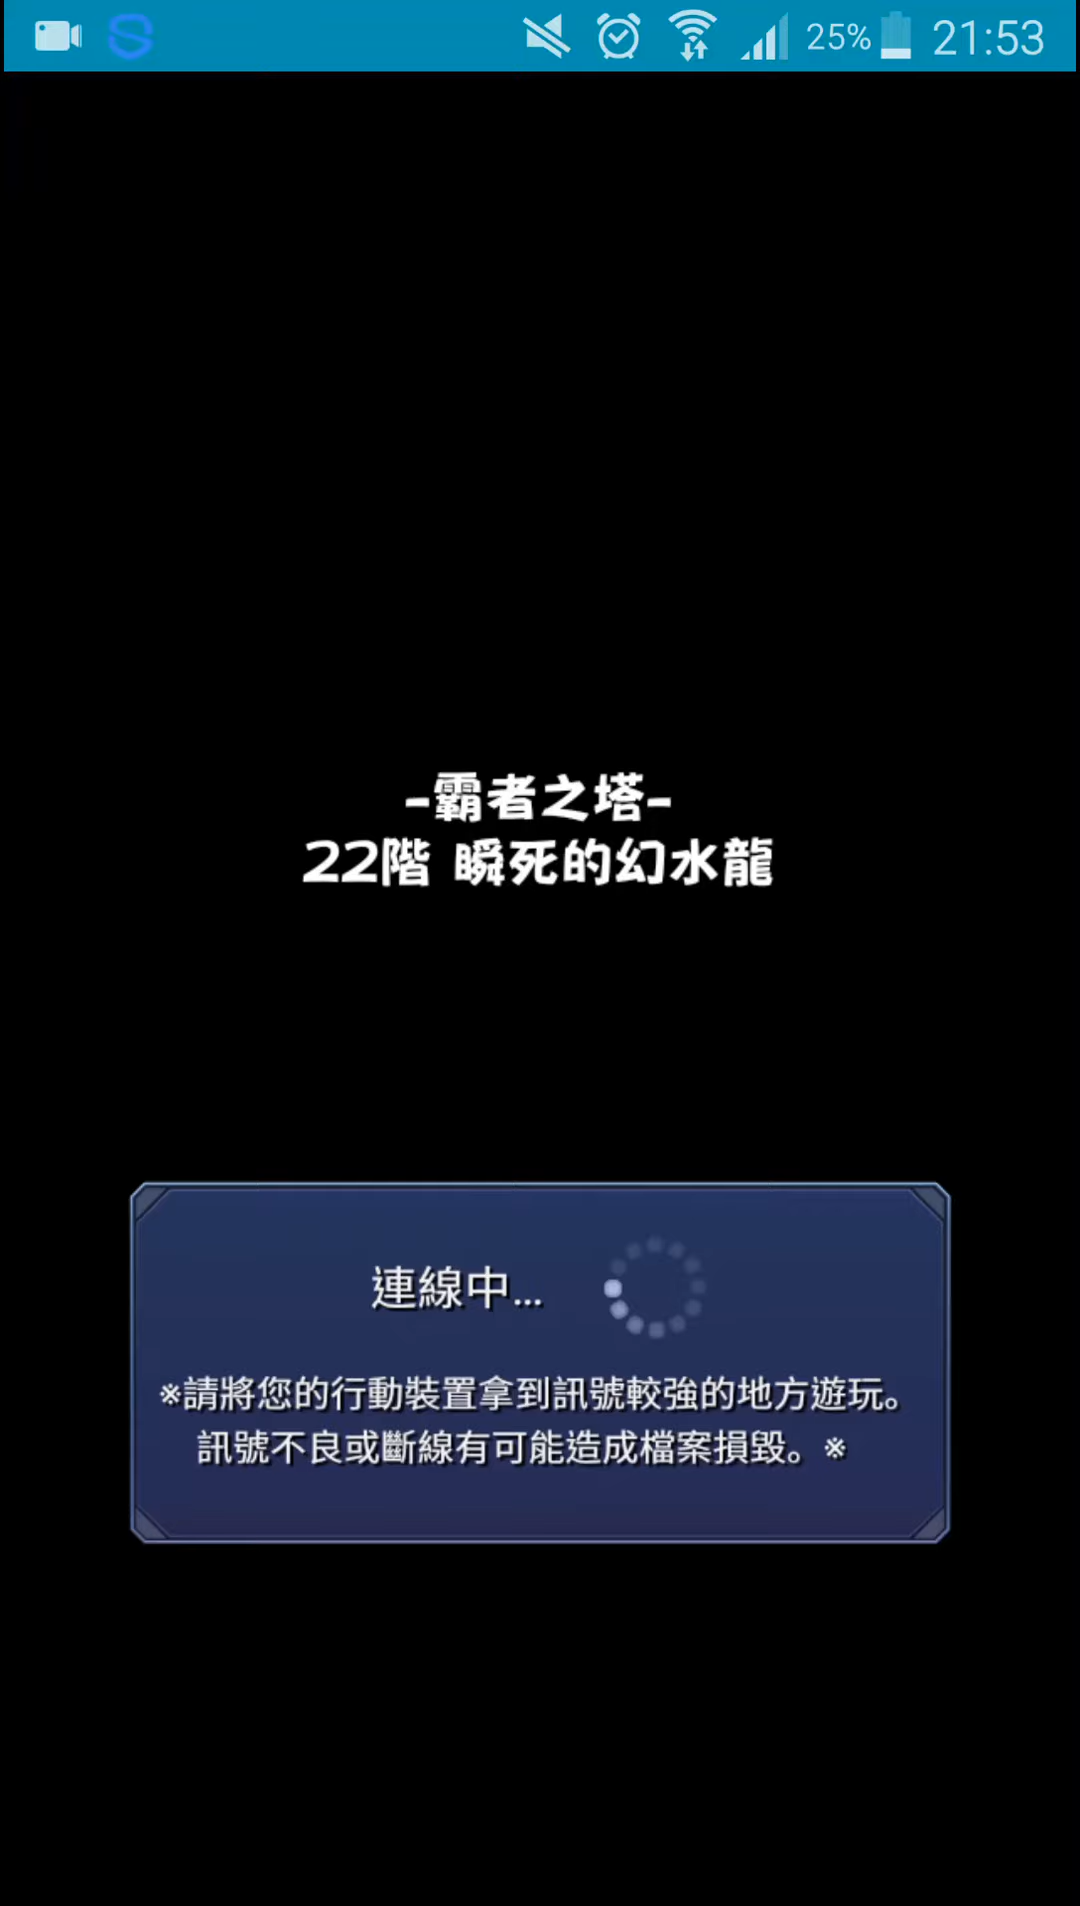 25% 21:53
-霸者之塔-
22階 瞬死的幻水龍
連線中...
※請將您的行動裝置拿到訊號較強的地方遊玩。
訊號不良或斷線有可能造成檔案損毀。※